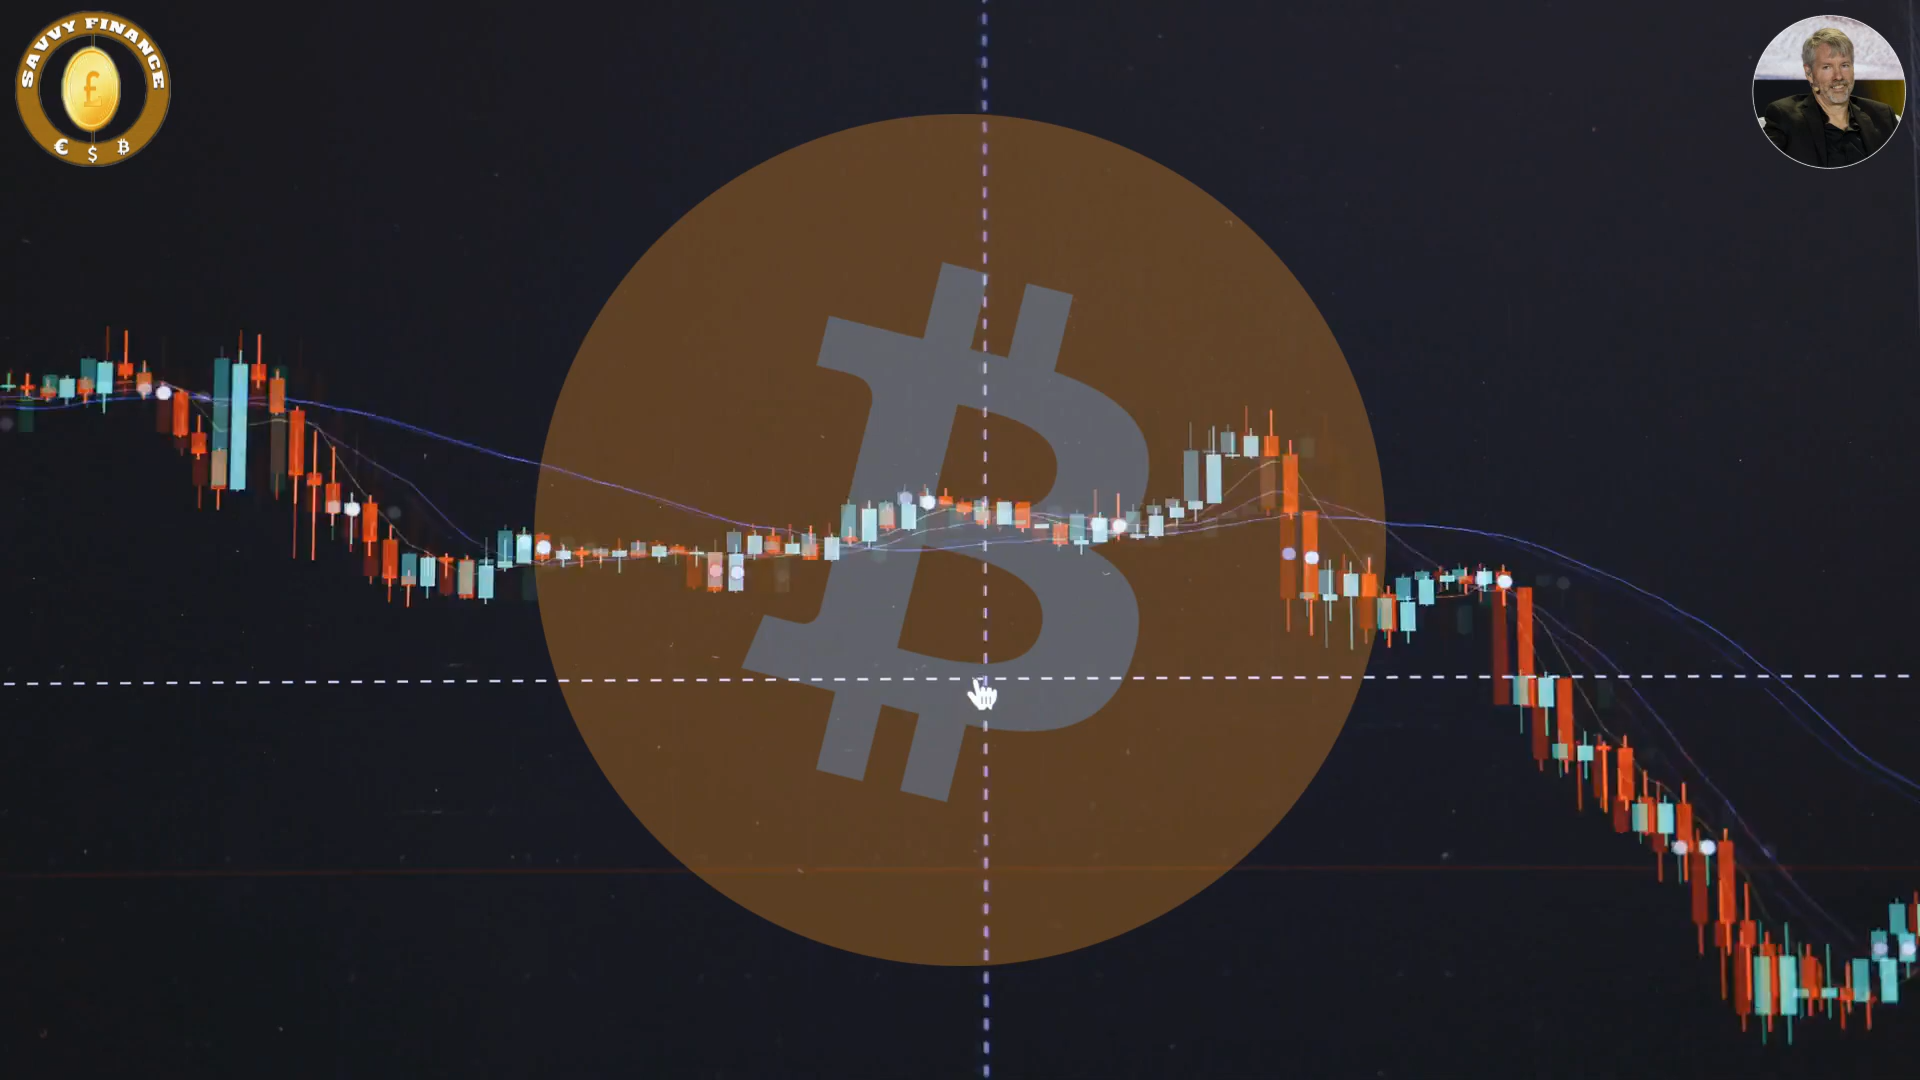 SAVVY FINANCE
£
€ $ ₿
₿